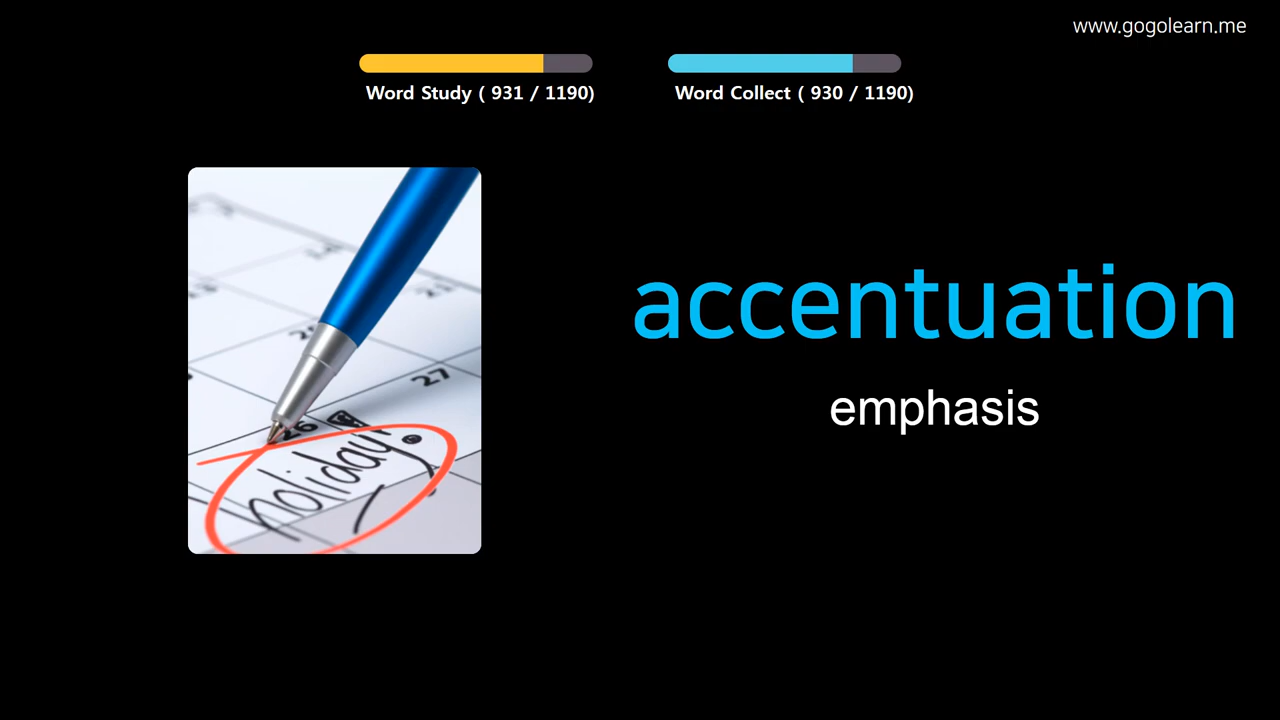 www.gogolearn.me
Word Study ( 931 / 1190)
Word Collect ( 930 / 1190)
accentuation
emphasis
27
26
holiday